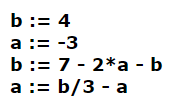 b := 4
a := -3
b := 7 - 2*a - b
a := b/3 - a